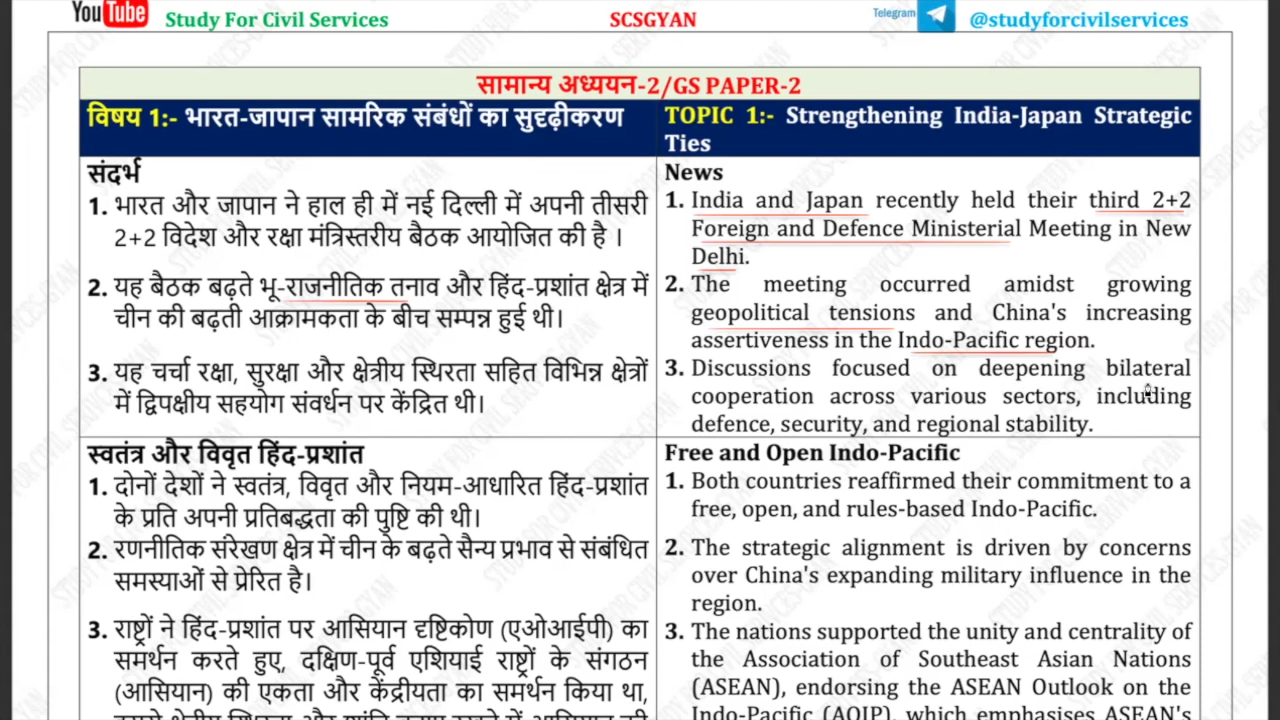 YouTube Study For Civil Services SCSGYAN Telegram @studyforcivilservices
सामान्य अध्ययन-2/GS PAPER-2
विषय 1:- भारत-जापान सामरिक संबंधों का सुदृढ़ीकरण
संदर्भ
1. भारत और जापान ने हाल ही में नई दिल्ली में अपनी तीसरी
2+2 विदेश और रक्षा मंत्रिस्तरीय बैठक आयोजित की है ।
2. यह बैठक बढ़ते भू-राजनीतिक तनाव और हिंद-प्रशांत क्षेत्र में
चीन की बढ़ती आक्रामकता के बीच सम्पन्न हुई थी।
3. यह चर्चा रक्षा, सुरक्षा और क्षेत्रीय स्थिरता सहित विभिन्न क्षेत्रों
में द्विपक्षीय सहयोग संवर्धन पर केंद्रित थी।
स्वतंत्र और विवृत हिंद-प्रशांत
1. दोनों देशों ने स्वतंत्र, विवृत और नियम-आधारित हिंद-प्रशांत
के प्रति अपनी प्रतिबद्धता की पुष्टि की थी।
2. रणनीतिक संरेखण क्षेत्र में चीन के बढ़ते सैन्य प्रभाव से संबंधित
समस्याओं से प्रेरित है।
3. राष्ट्रों ने हिंद-प्रशांत पर आसियान दृष्टिकोण (एओआईपी) का
समर्थन करते हुए, दक्षिण-पूर्व एशियाई राष्ट्रों के संगठन
(आसियान) की एकता और केंद्रीयता का समर्थन किया था,
TOPIC 1:- Strengthening India-Japan Strategic
Ties
News
1. India and Japan recently held their third 2+2
Foreign and Defence Ministerial Meeting in New
Delhi.
2. The meeting occurred amidst growing
geopolitical tensions and China's increasing
assertiveness in the Indo-Pacific region.
3. Discussions focused on deepening bilateral
cooperation across various sectors, including
defence, security, and regional stability.
Free and Open Indo-Pacific
1. Both countries reaffirmed their commitment to a
free, open, and rules-based Indo-Pacific.
2. The strategic alignment is driven by concerns
over China's expanding military influence in the
region.
3. The nations supported the unity and centrality of
the Association of Southeast Asian Nations
(ASEAN), endorsing the ASEAN Outlook on the
Indo-Pacific (AOIP), which emphasises ASEAN's